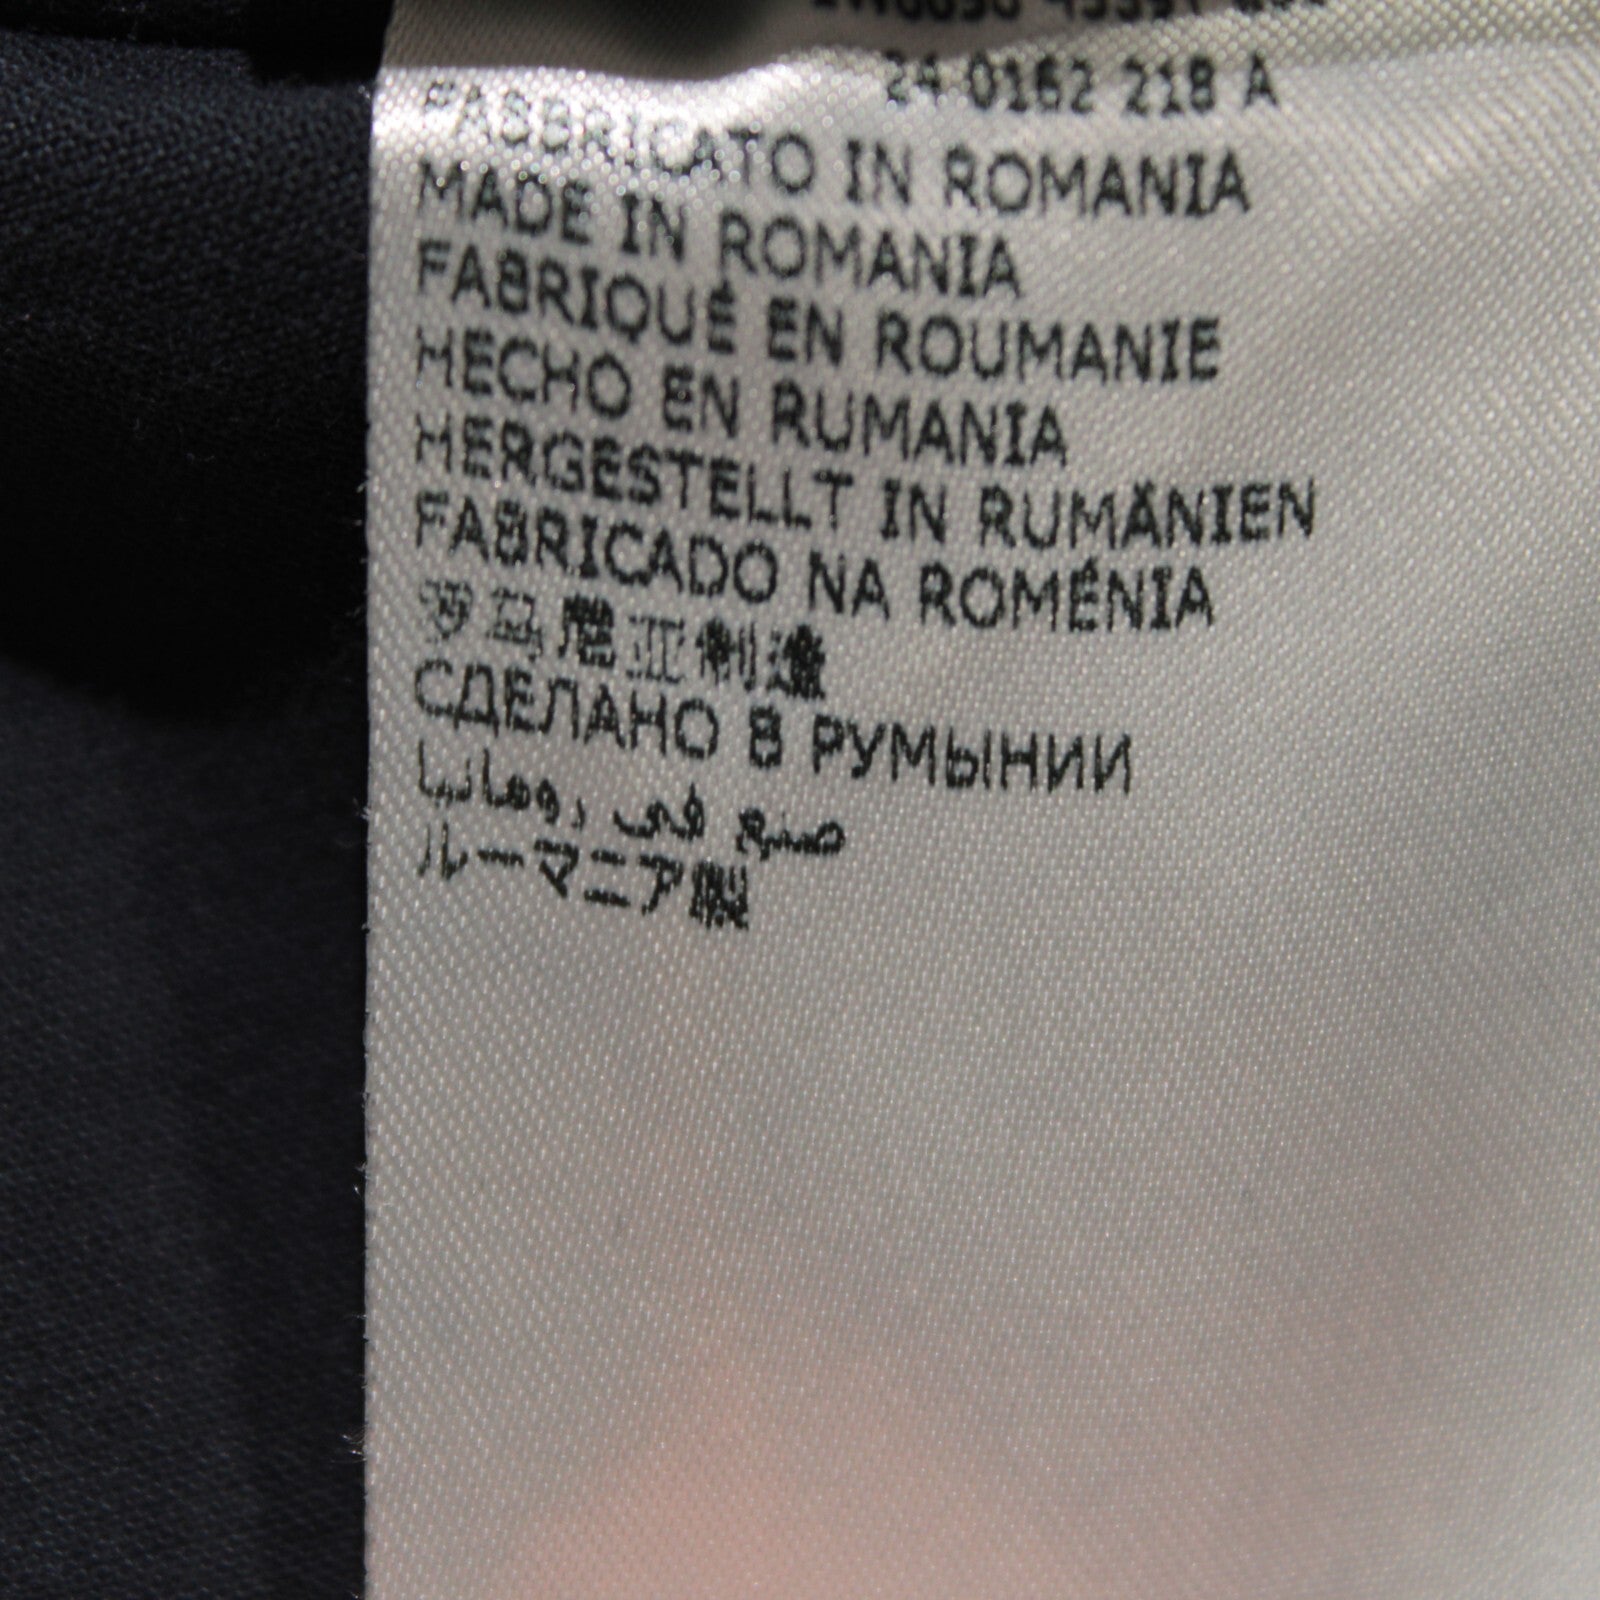 24 0162 218 A
FABBRICATO IN ROMANIA
MADE IN ROMANIA
FABRIQUÉ EN ROUMANIE
HECHO EN RUMANIA
HERGESTELLT IN RUMÄNIEN
FABRICADO NA ROMÉNIA
罗马尼亚制造
СДЕЛАНО В РУМЫНИИ
صنع في رومانيا
ルーマニア製